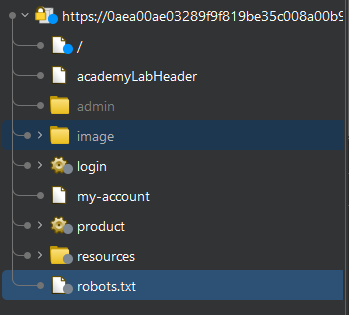 https://0aea00ae03289f9f819be35c008a00b9
/
academyLabHeader
admin
image
login
my-account
product
resources
robots.txt